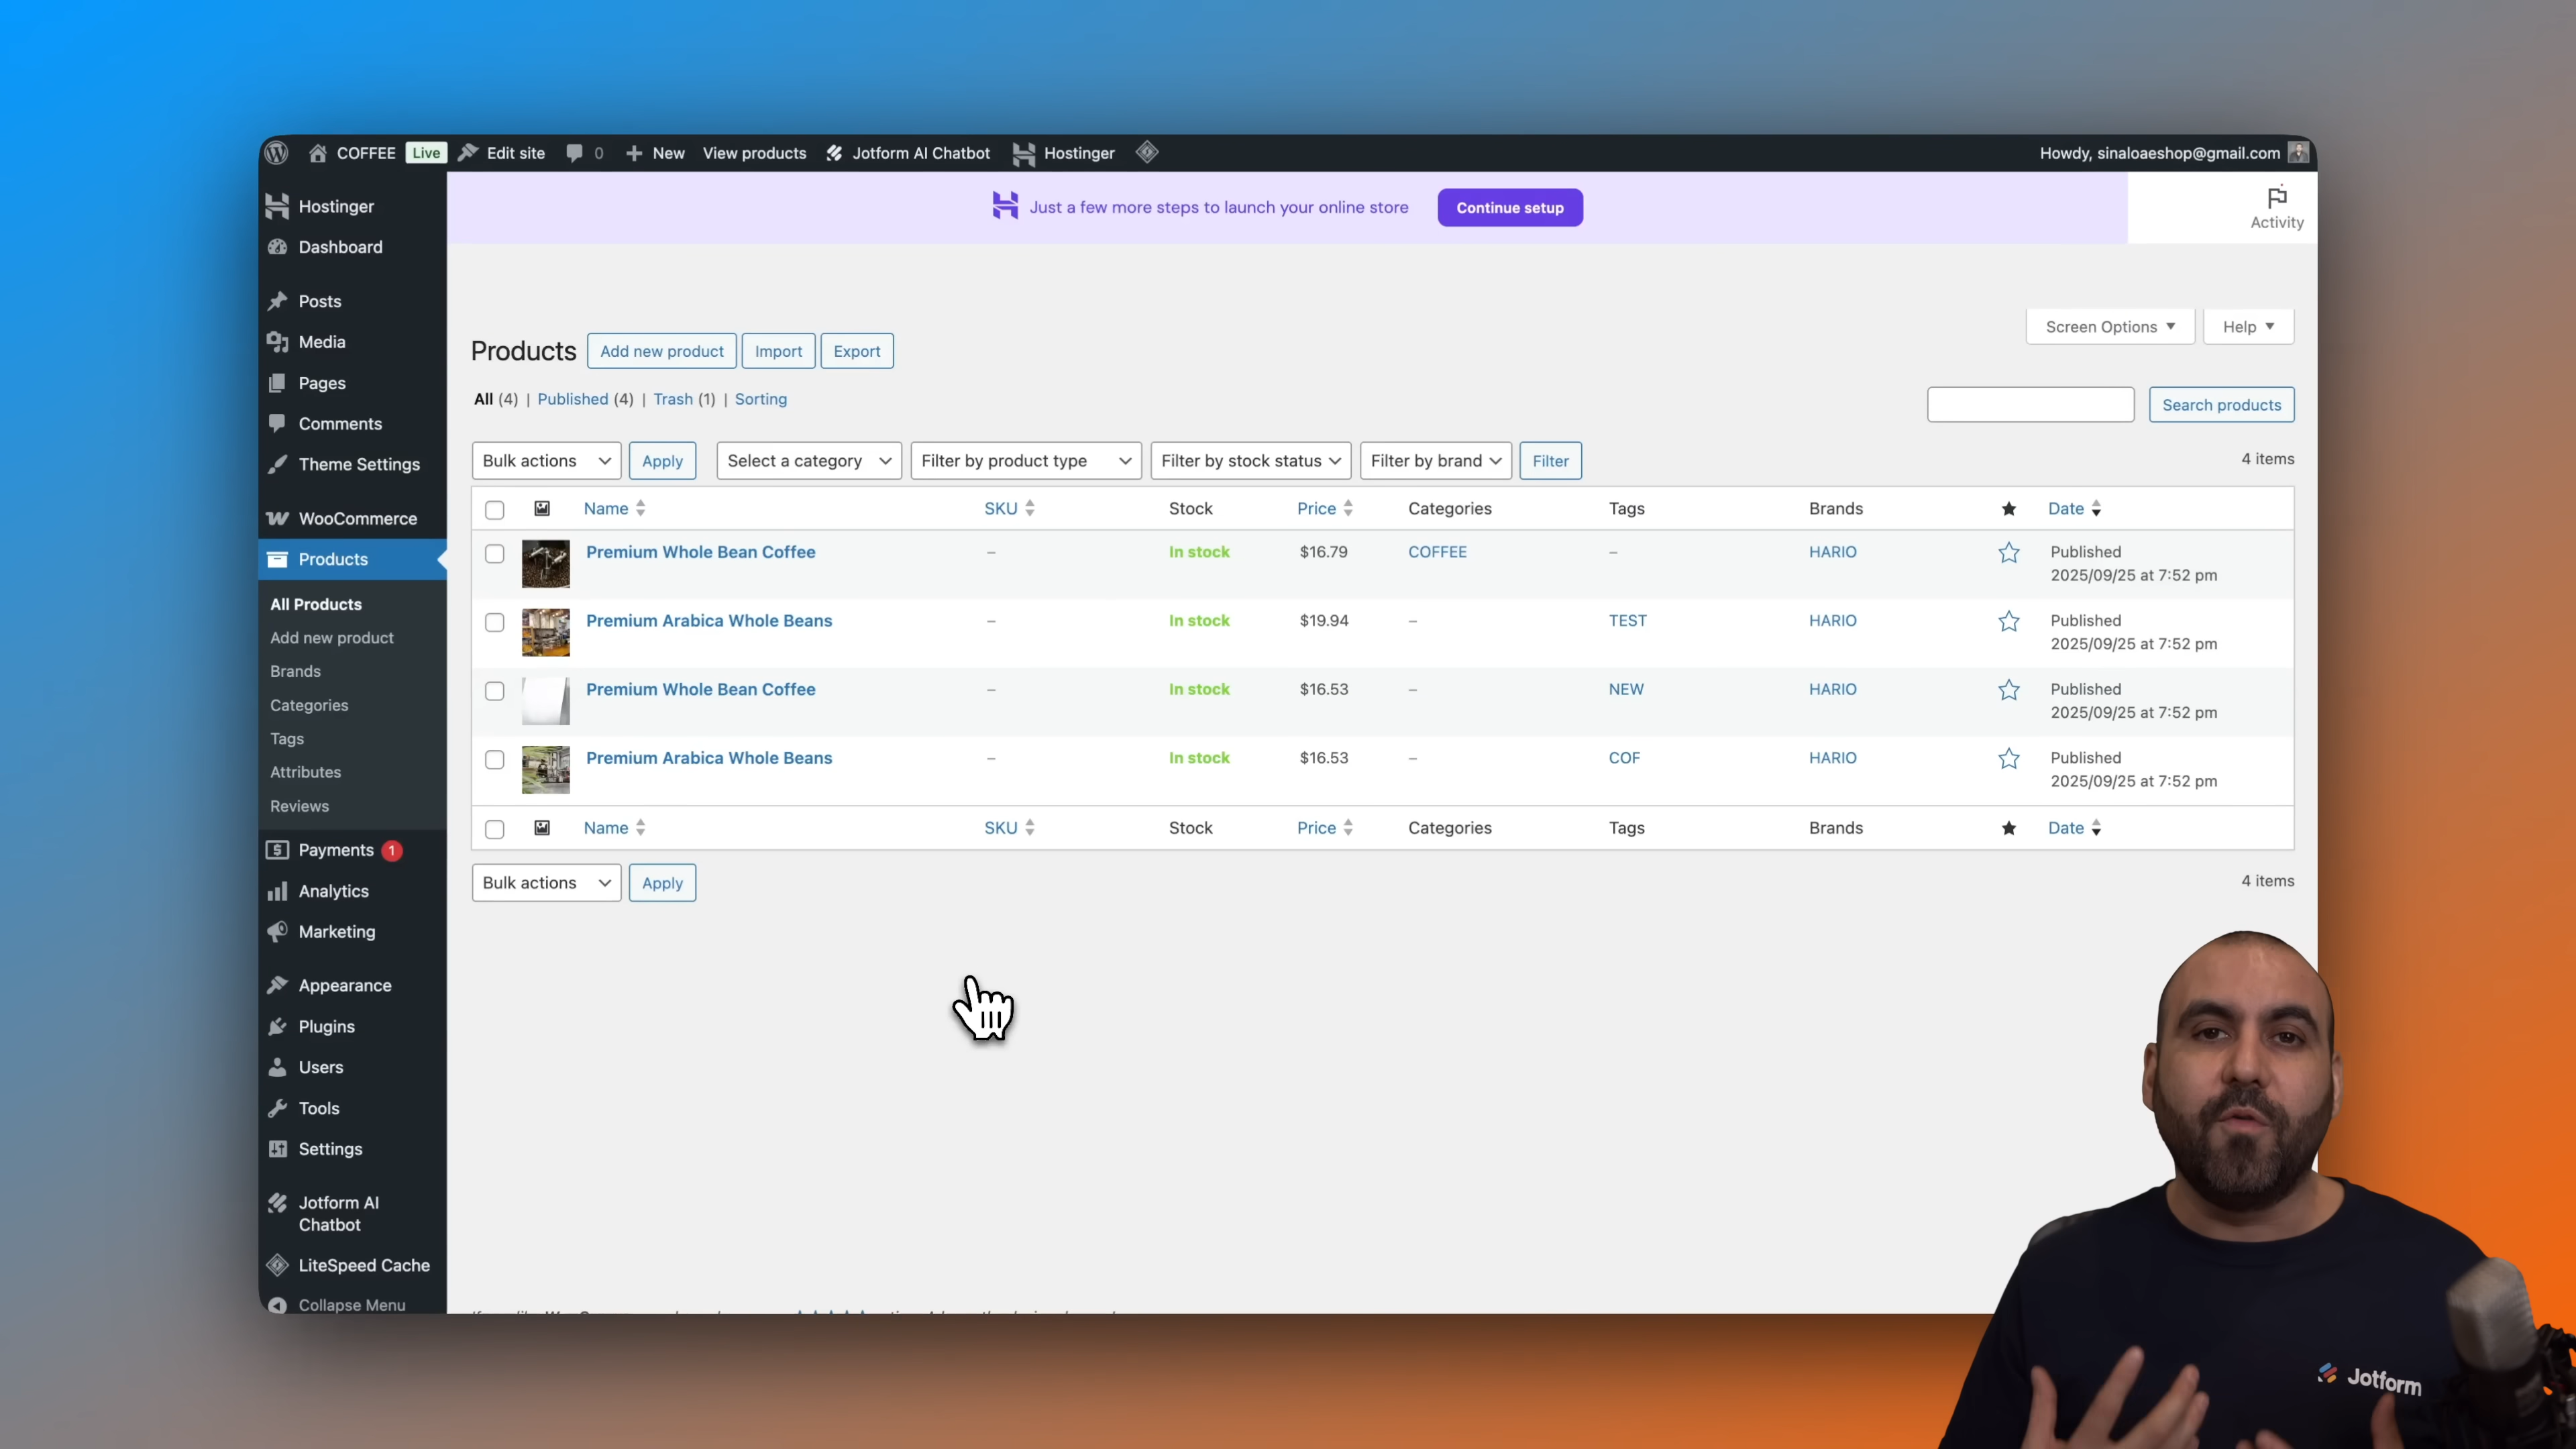 COFFEE Live Edit site 0 New View products Jotform AI Chatbot Hostinger Howdy, sinaloaeshop@gmail.com
Hostinger
Dashboard
Posts
Media
Pages
Comments
Theme Settings
WooCommerce
Products
All Products
Add new product
Brands
Categories
Tags
Attributes
Reviews
Payments 1
Analytics
Marketing
Appearance
Plugins
Users
Tools
Settings
Jotform AI
Chatbot
LiteSpeed Cache
Collapse Menu
Just a few more steps to launch your online store Continue setup
Activity
Screen Options Help
Products Add new product Import Export
All (4) | Published (4) | Trash (1) | Sorting
Search products
Bulk actions Apply Select a category Filter by product type Filter by stock status Filter by brand Filter 4 items
Name SKU Stock Price Categories Tags Brands Date
Premium Whole Bean Coffee – In stock $16.79 COFFEE – HARIO Published
2025/09/25 at 7:52 pm
Premium Arabica Whole Beans – In stock $19.94 – TEST HARIO Published
2025/09/25 at 7:52 pm
Premium Whole Bean Coffee – In stock $16.53 – NEW HARIO Published
2025/09/25 at 7:52 pm
Premium Arabica Whole Beans – In stock $16.53 – COF HARIO Published
2025/09/25 at 7:52 pm
Name SKU Stock Price Categories Tags Brands Date
Bulk actions Apply 4 items
Jotform